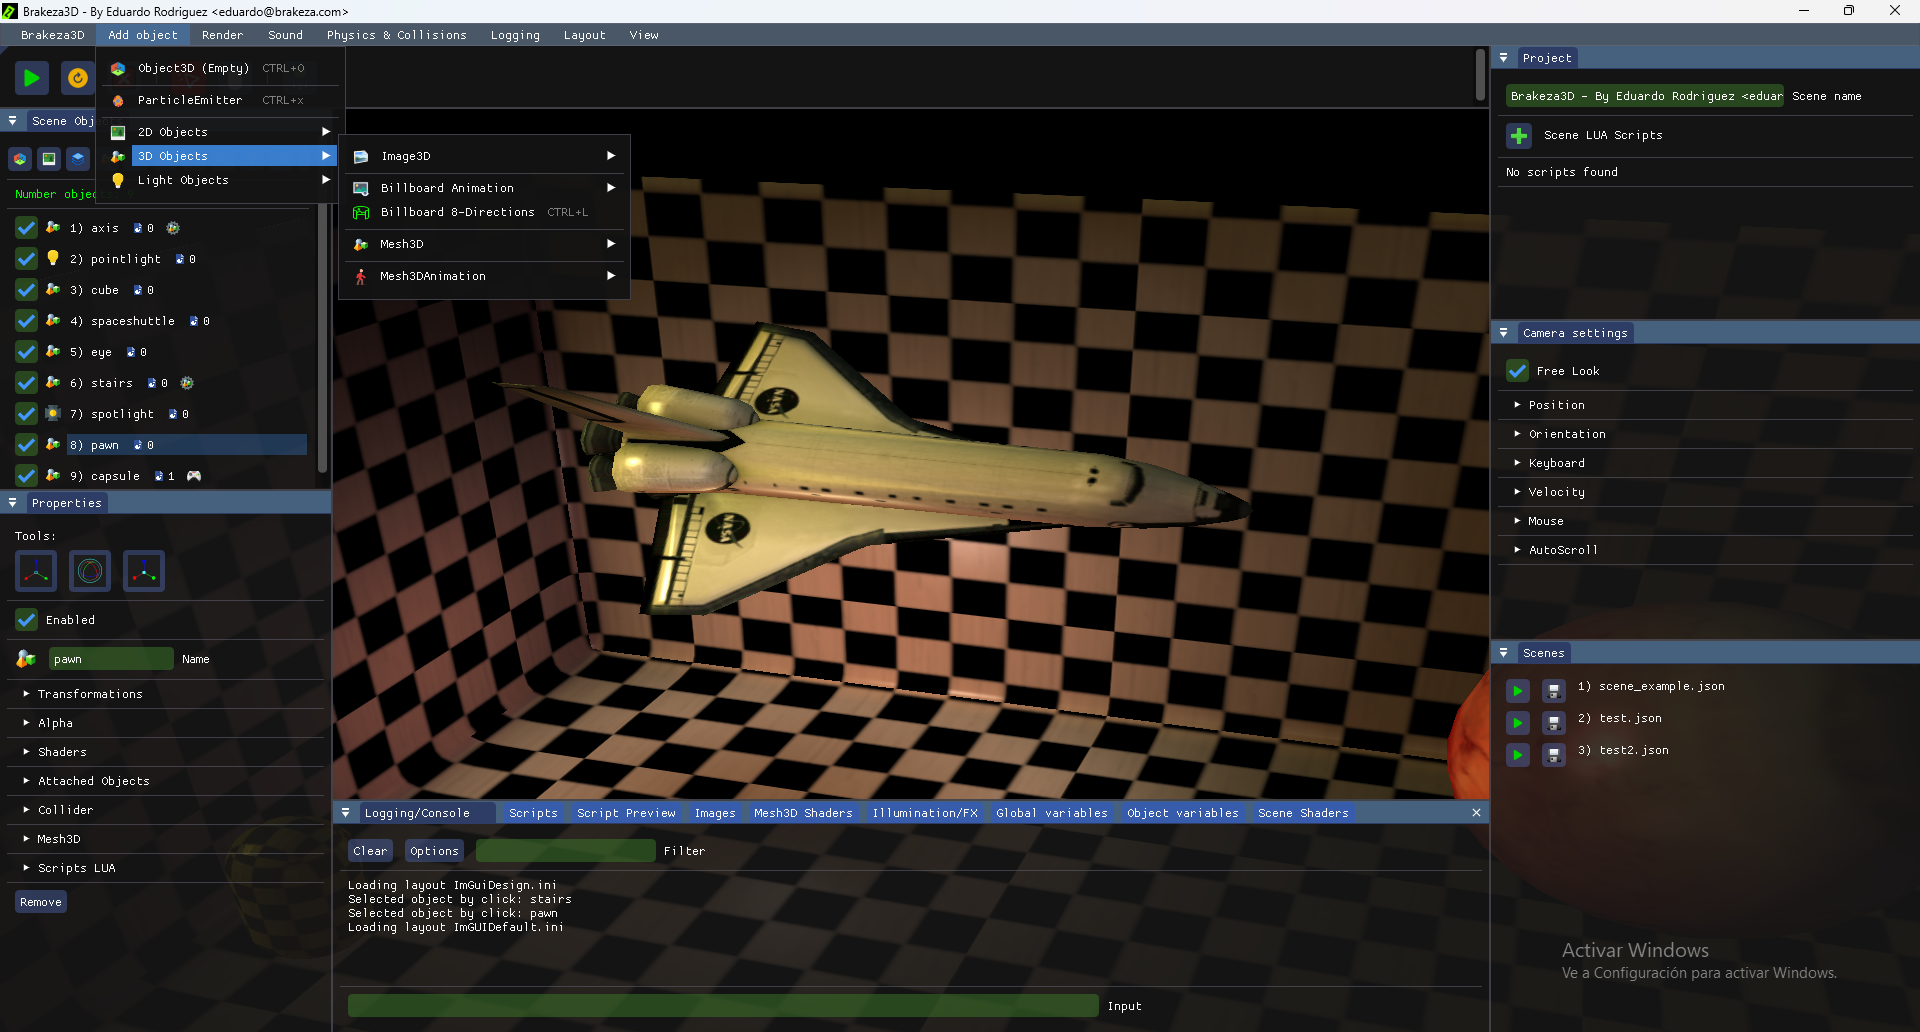 Brakeza3D - By Eduardo Rodriguez <eduardo@brakeza.com>
Brakeza3D Add object Render Sound Physics & Collisions Logging Layout View
Object3D (Empty) CTRL+O
ParticleEmitter CTRL+x
2D Objects
3D Objects
Light Objects
Image3D
Billboard Animation
Billboard 8-Directions CTRL+L
Mesh3D
Mesh3DAnimation
Scene Obj
Number objec
1) axis 0
2) pointlight 0
3) cube 0
4) spaceshuttle 0
5) eye 0
6) stairs 0
7) spotlight 0
8) pawn 0
9) capsule 1
Properties
Tools:
Enabled
pawn Name
Transformations
Alpha
Shaders
Attached Objects
Collider
Mesh3D
Scripts LUA
Remove
NASA
NASA
Logging/Console Scripts Script Preview Images Mesh3D Shaders Illumination/FX Global variables Object variables Scene Shaders
Clear Options Filter
Loading layout ImGuiDesign.ini
Selected object by click: stairs
Selected object by click: pawn
Loading layout ImGUIDefault.ini
Input
Project
Brakeza3D - By Eduardo Rodriguez <eduar Scene name
Scene LUA Scripts
No scripts found
Camera settings
Free Look
Position
Orientation
Keyboard
Velocity
Mouse
AutoScroll
Scenes
1) scene_example.json
2) test.json
3) test2.json
Activar Windows
Ve a Configuración para activar Windows.